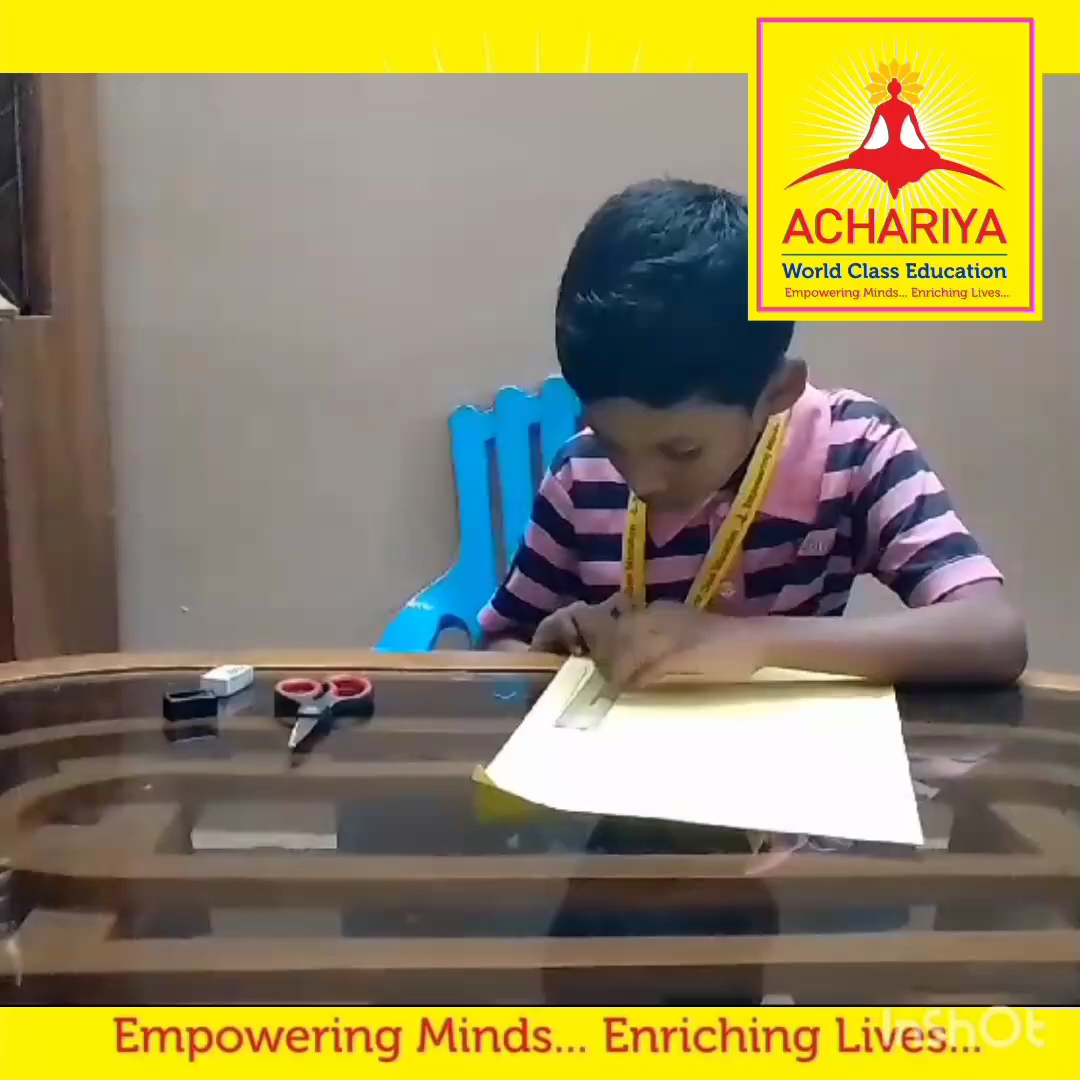 ACHARIYA
World Class Education
Empowering Minds... Enriching Lives...
Empowering Minds... Enriching Lives...
InShOt